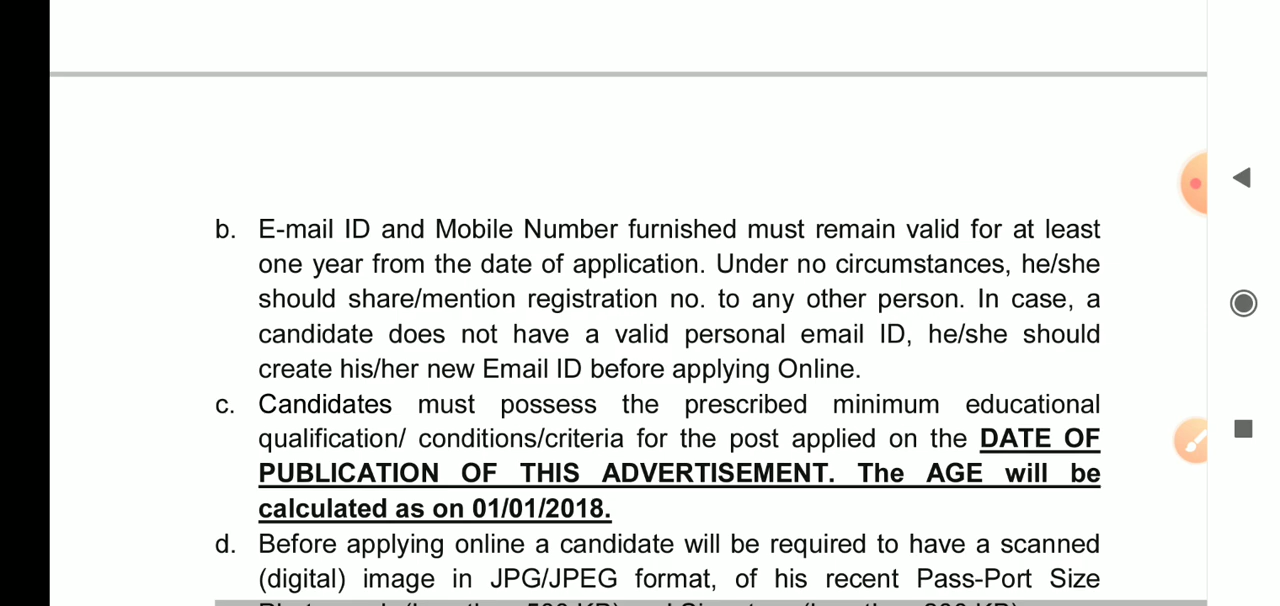 b. E-mail ID and Mobile Number furnished must remain valid for at least
one year from the date of application. Under no circumstances, he/she
should share/mention registration no. to any other person. In case, a
candidate does not have a valid personal email ID, he/she should
create his/her new Email ID before applying Online.
c. Candidates must possess the prescribed minimum educational
qualification/ conditions/criteria for the post applied on the DATE OF
PUBLICATION OF THIS ADVERTISEMENT. The AGE will be
calculated as on 01/01/2018.
d. Before applying online a candidate will be required to have a scanned
(digital) image in JPG/JPEG format, of his recent Pass-Port Size